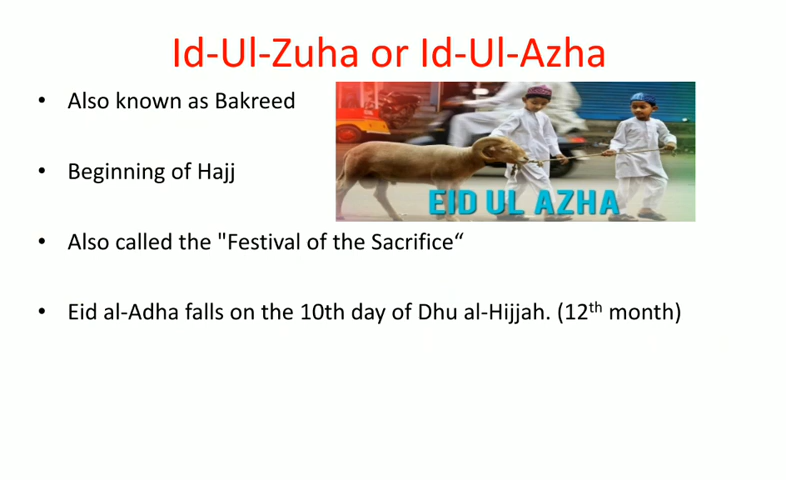 Id-Ul-Zuha or Id-Ul-Azha
• Also known as Bakreed
• Beginning of Hajj
EID UL AZHA
• Also called the "Festival of the Sacrifice“
• Eid al-Adha falls on the 10th day of Dhu al-Hijjah. (12th month)